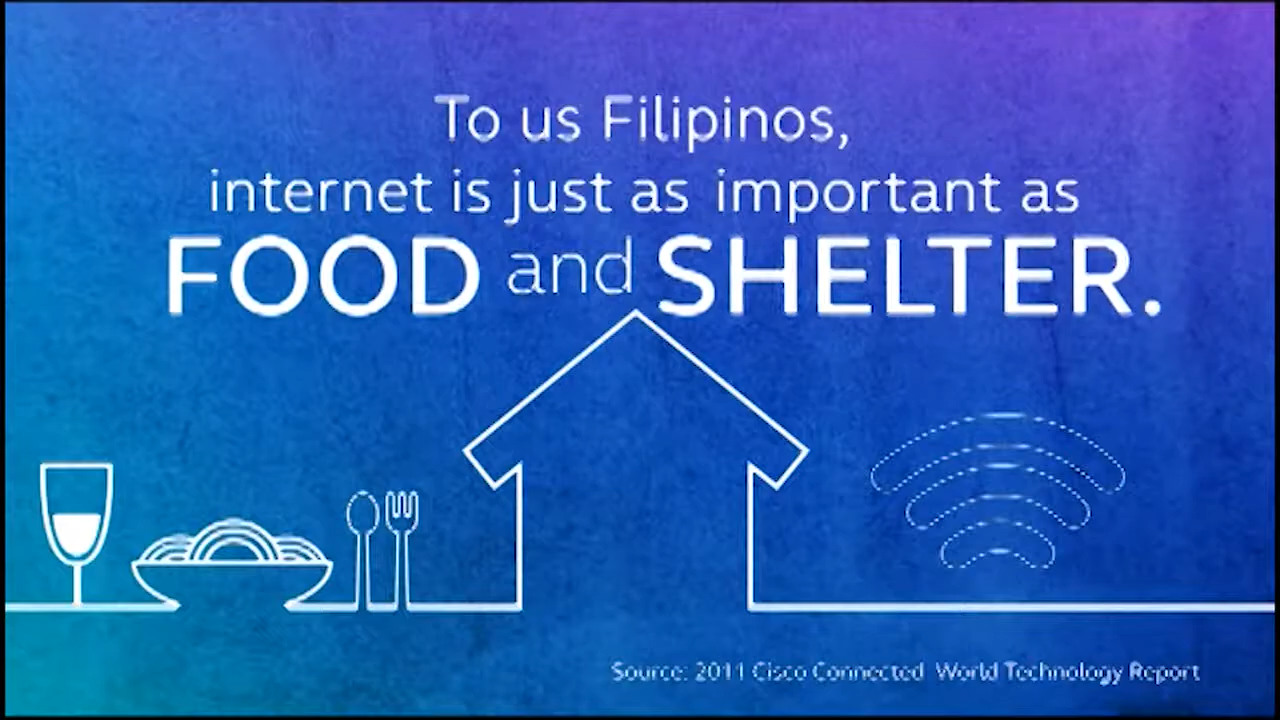 To us Filipinos,
internet is just as important as
FOOD and SHELTER.
Source: 2011 Cisco Connected World Technology Report